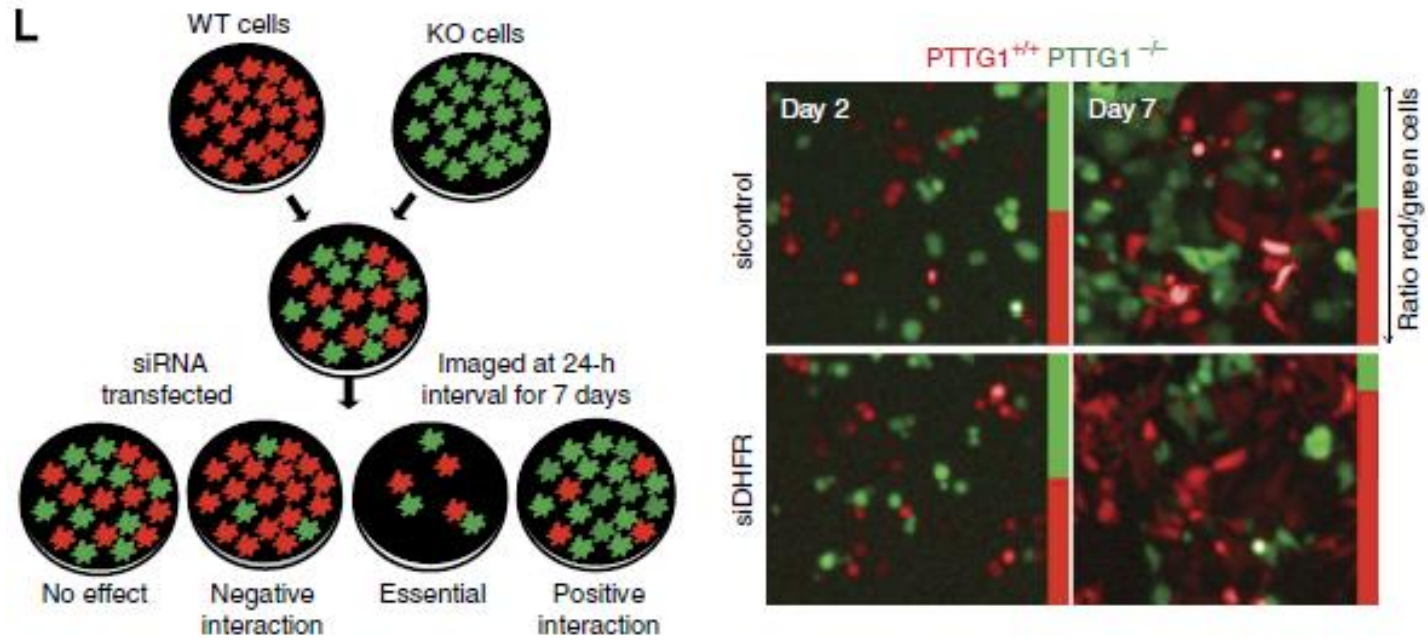 L
WT cells
KO cells
siRNA
transfected
Imaged at 24-h
interval for 7 days
No effect
Negative
interaction
Essential
Positive
interaction
PTTG1+/+ PTTG1−/−
Day 2
Day 7
sicontrol
siDHFR
Ratio red/green cells